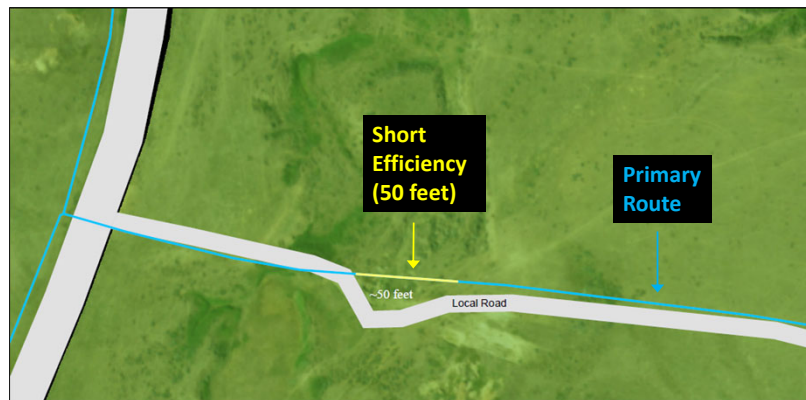 Short
Efficiency
(50 feet)
Primary
Route
~50 feet
Local Road